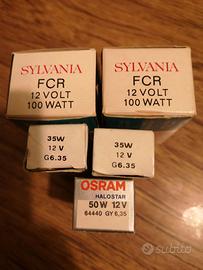 SYLVANIA
FCR
12 VOLT
100 WATT
SYLVANIA
FCR
12 VOLT
100 WATT
35W
12 V
G6.35
35W
12 V
G6.35
OSRAM
HALOSTAR
50W 12V
64440 GY 6,35
subito